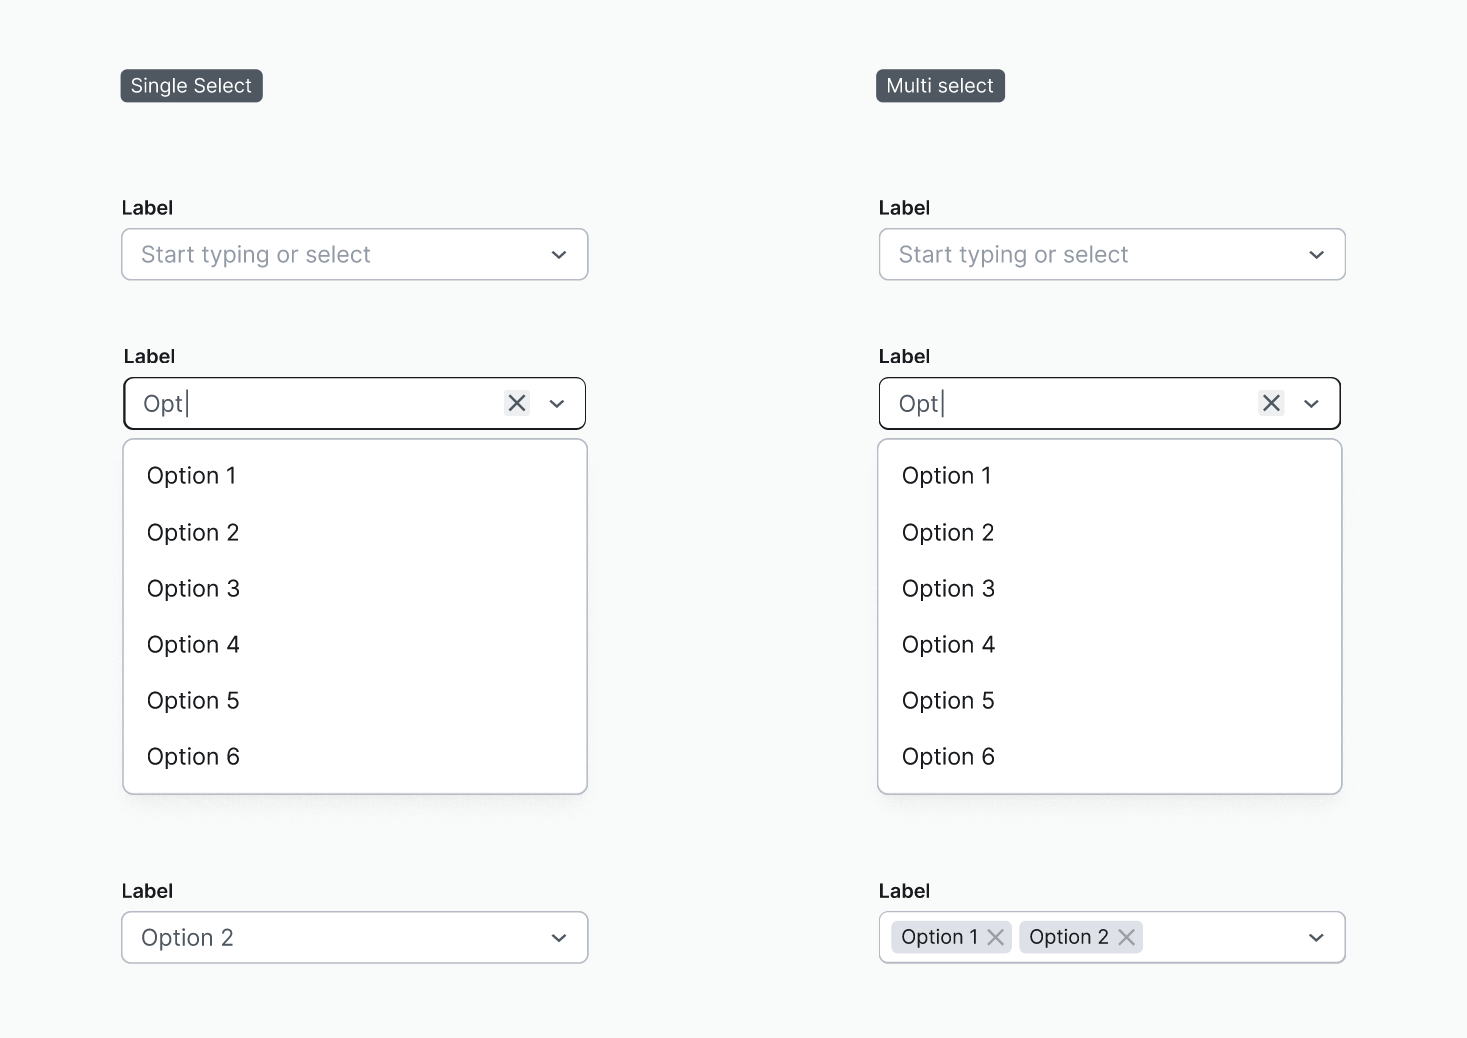 Single Select
Label
Start typing or select
Label
Opt
Option 1
Option 2
Option 3
Option 4
Option 5
Option 6
Label
Option 2
Multi select
Label
Start typing or select
Label
Opt
Option 1
Option 2
Option 3
Option 4
Option 5
Option 6
Label
Option 1 Option 2